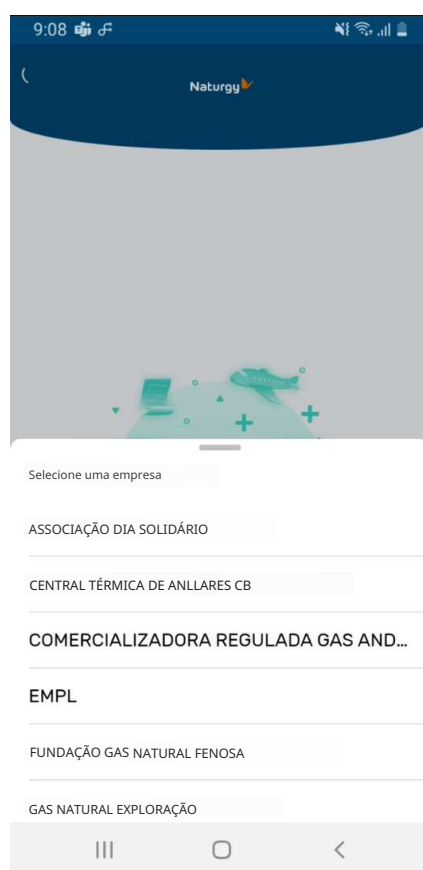 9:08
Naturgy
Selecione uma empresa
ASSOCIAÇÃO DIA SOLIDÁRIO
CENTRAL TÉRMICA DE ANLLARES CB
COMERCIALIZADORA REGULADA GAS AND...
EMPL
FUNDAÇÃO GAS NATURAL FENOSA
GAS NATURAL EXPLORAÇÃO